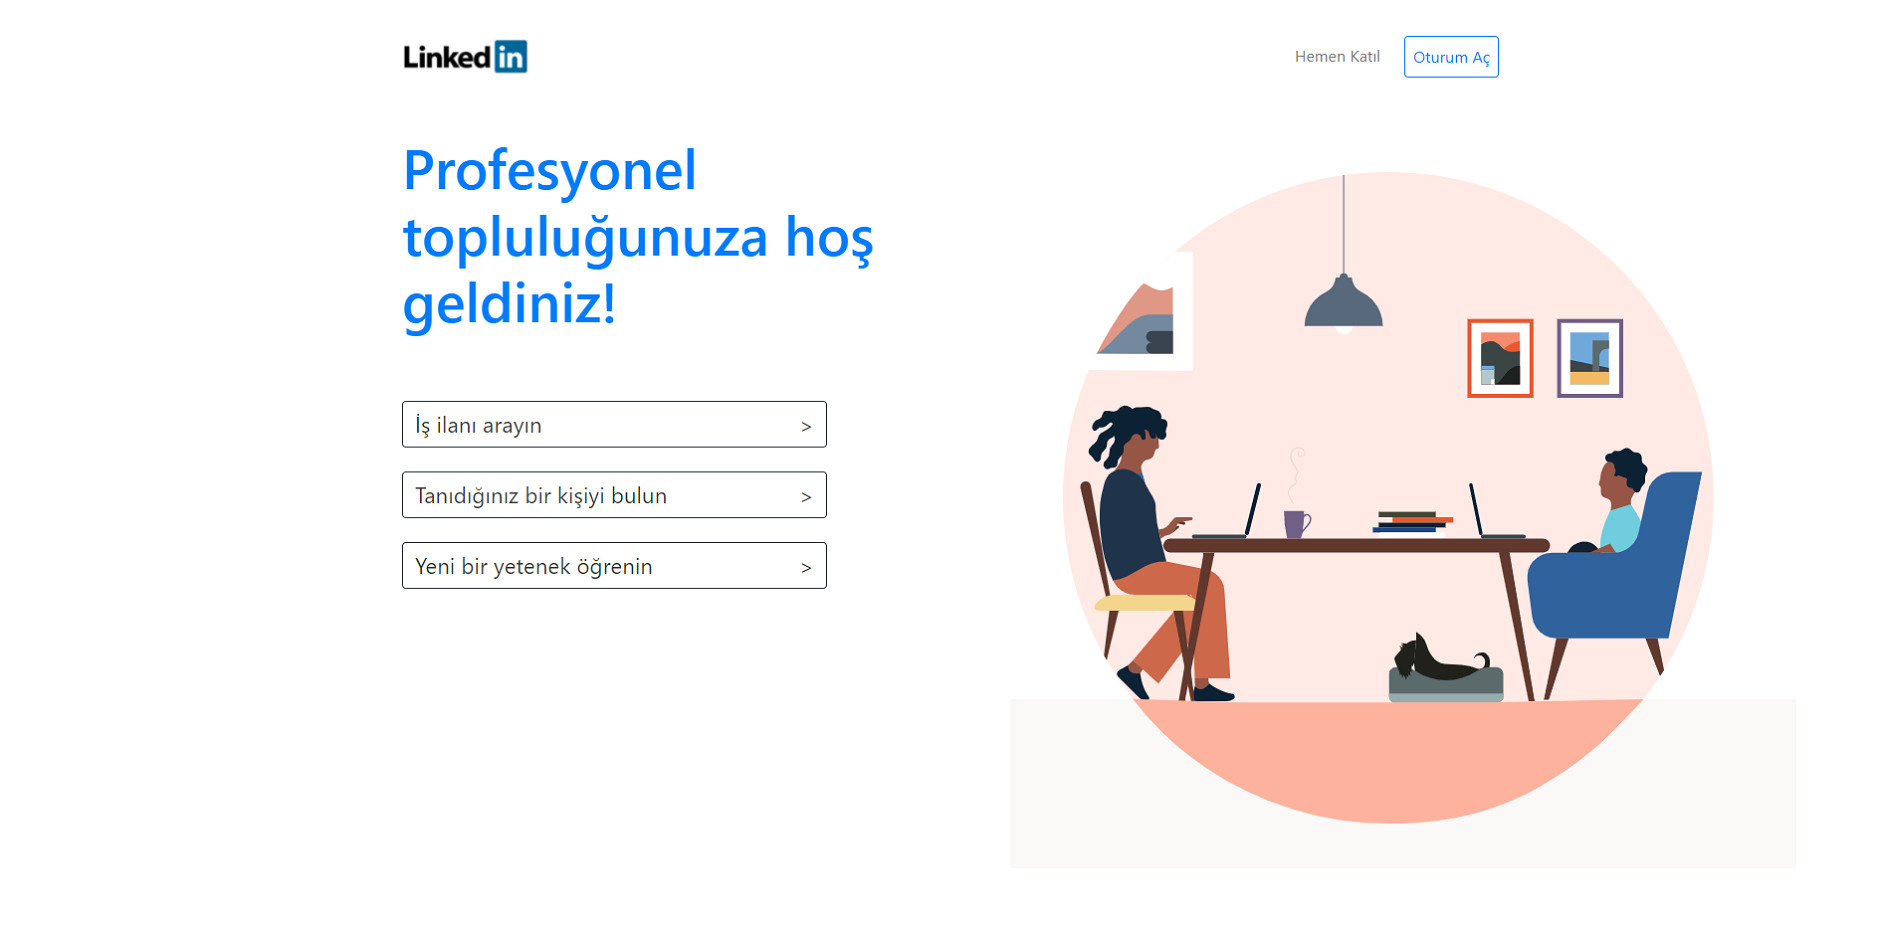 Linked in
Hemen Katıl
Oturum Aç
Profesyonel
topluluğunuza hoş
geldiniz!
İş ilanı arayın >
Tanıdığınız bir kişiyi bulun >
Yeni bir yetenek öğrenin >